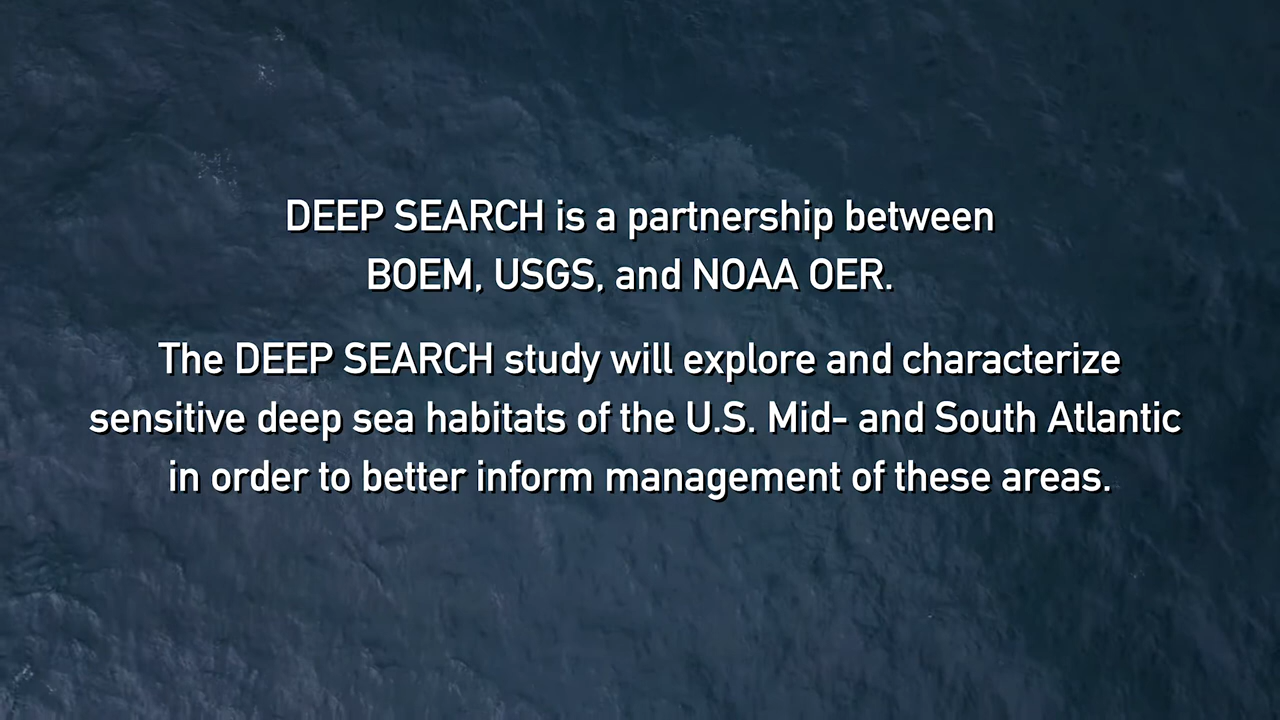 DEEP SEARCH is a partnership between
BOEM, USGS, and NOAA OER.
The DEEP SEARCH study will explore and characterize
sensitive deep sea habitats of the U.S. Mid- and South Atlantic
in order to better inform management of these areas.